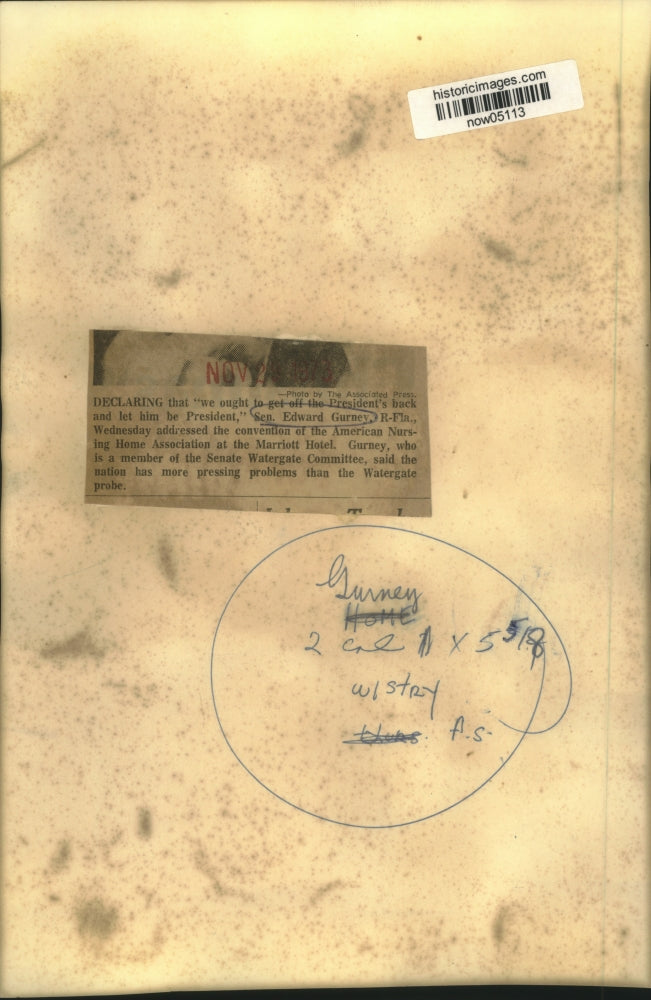 historicimages.com
now05113
NOV 2
—Photo by The Associated Press.
DECLARING that "we ought to get off the President's back
and let him be President," Sen. Edward Gurney, R-Fla.,
Wednesday addressed the convention of the American Nurs-
ing Home Association at the Marriott Hotel. Gurney, who
is a member of the Senate Watergate Committee, said the
nation has more pressing problems than the Watergate
probe.
Gurney
HOME
2 col x 5 5/8
w/stry
A.S.